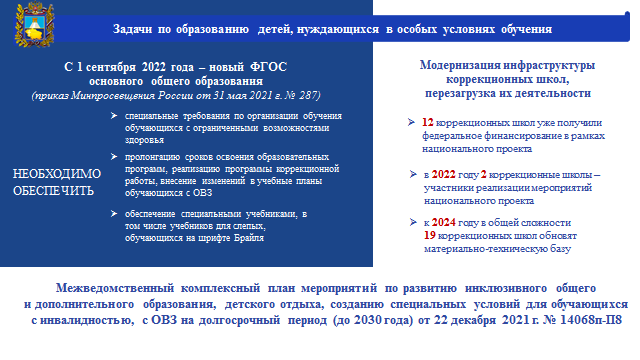 Задачи по образованию детей, нуждающихся в особых условиях обучения
С 1 сентября 2022 года – новый ФГОС
основного общего образования
(приказ Минпросвещения России от 31 мая 2021 г. № 287)
НЕОБХОДИМО
ОБЕСПЕЧИТЬ
➢ специальные требования по организации обучения
обучающихся с ограниченными возможностями
здоровья
➢ пролонгацию сроков освоения образовательных
программ, реализацию программы коррекционной
работы, внесение изменений в учебные планы
обучающихся с ОВЗ
➢ обеспечение специальными учебниками, в
том числе учебников для слепых,
обучающихся на шрифте Брайля
Модернизация инфраструктуры
коррекционных школ,
перезагрузка их деятельности
➢ 12 коррекционных школ уже получили
федеральное финансирование в рамках
национального проекта
➢ в 2022 году 2 коррекционные школы –
участники реализации мероприятий
национального проекта
➢ к 2024 году в общей сложности
19 коррекционных школ обновят
материально-техническую базу
Межведомственный комплексный план мероприятий по развитию инклюзивного общего
и дополнительного образования, детского отдыха, созданию специальных условий для обучающихся
с инвалидностью, с ОВЗ на долгосрочный период (до 2030 года) от 22 декабря 2021 г. № 14068п-П8